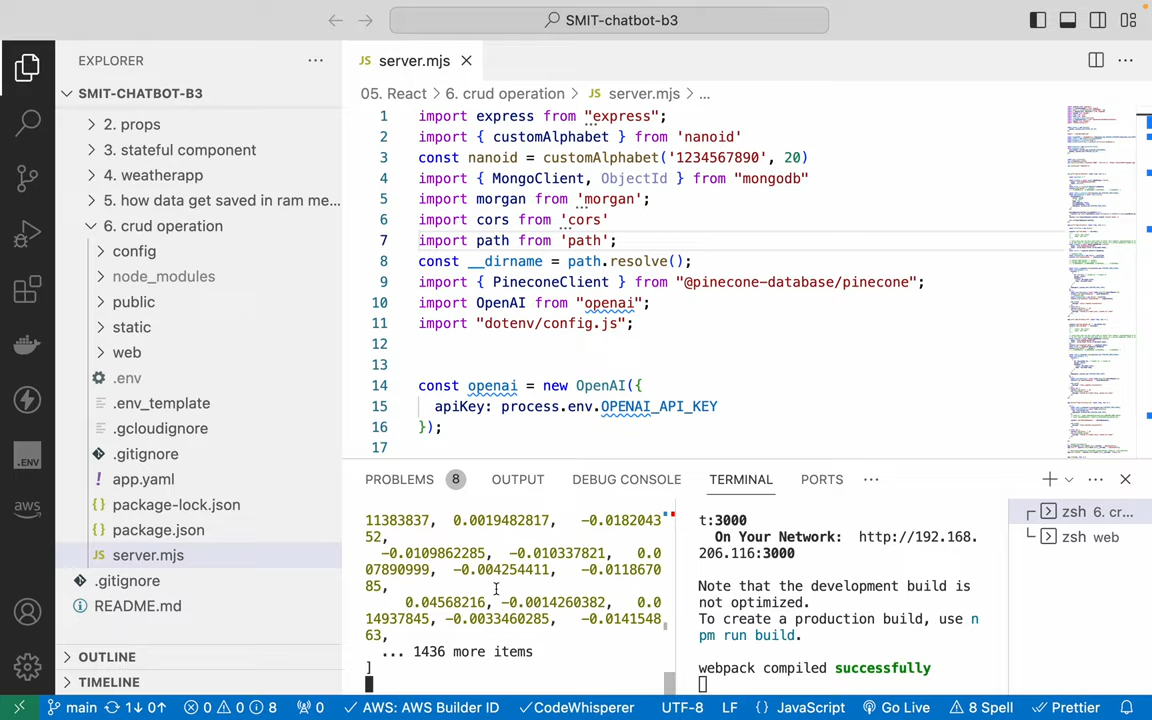 SMIT-chatbot-b3
EXPLORER
SMIT-CHATBOT-B3
2. props
3. stateful component
4. weatherapp
5. how data get saved in ram me...
6. crud operation
config
node_modules
public
static
web
.env
.env_template
.gcloudignore
.gitignore
app.yaml
package-lock.json
package.json
JS server.mjs
.gitignore
README.md
OUTLINE
TIMELINE
JS server.mjs
05. React > 6. crud operation > JS server.mjs > ...
1 import express from "express";
2 import { customAlphabet } from 'nanoid'
3 const nanoid = customAlphabet('1234567890', 20)
4 import { MongoClient, ObjectId } from "mongodb"
5 import morgan from 'morgan';
6 import cors from 'cors'
7 import path from 'path';
8 const __dirname = path.resolve();
9 import { PineconeClient } from "@pinecone-database/pinecone";
10 import OpenAI from "openai";
11 import "dotenv/config.js";
12
13
14 const openai = new OpenAI({
15 apiKey: process.env.OPENAI_API_KEY
16 });
17
PROBLEMS 8 OUTPUT DEBUG CONSOLE TERMINAL PORTS ...
11383837, 0.0019482817, -0.0182043
52,
-0.0109862285, -0.010337821, 0.0
07890999, -0.004254411, -0.0118670
85,
0.04568216, -0.0014260382, 0.0
14937845, -0.0033460285, -0.0141548
63,
... 1436 more items
]
t:3000
On Your Network: http://192.168.
206.116:3000
Note that the development build is
not optimized.
To create a production build, use n
pm run build.
webpack compiled successfully
zsh 6. cr...
zsh web
main 1↓ 0↑ 0 0 8 0 AWS: AWS Builder ID CodeWhisperer UTF-8 LF {} JavaScript Go Live 8 Spell Prettier
.ENV
aws